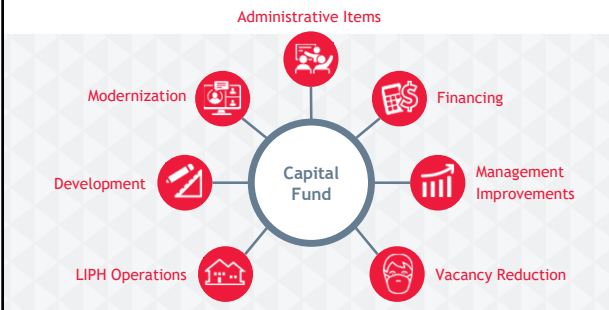 Administrative Items
Modernization
Financing
Capital
Fund
Development
Management
Improvements
LIPH Operations
Vacancy Reduction